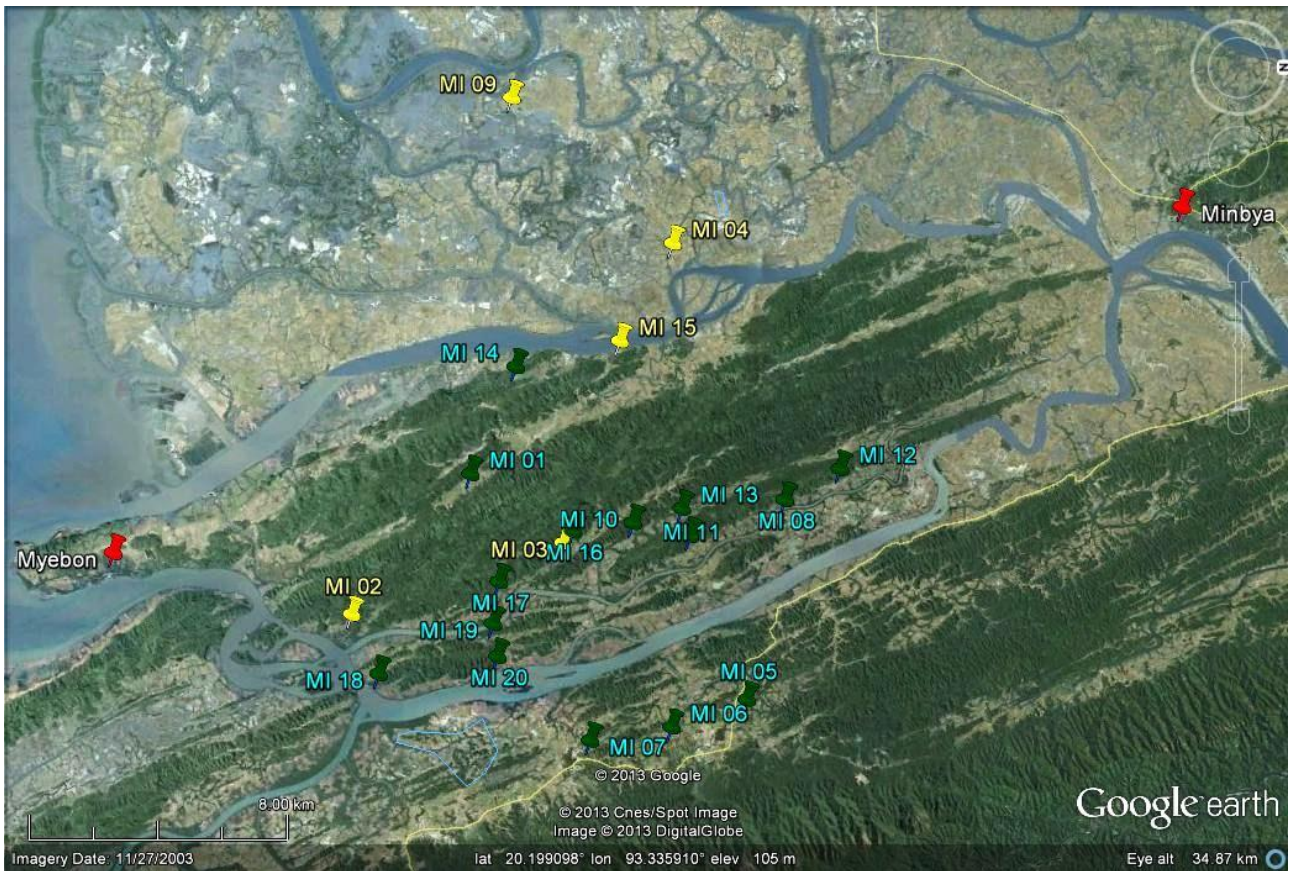 MI 09
N
MI 04
Minbya
MI 15
MI 14
MI 01
MI 12
MI 13
MI 10
MI 08
MI 11
MI 03
MI 16
Myebon
MI 02
MI 17
MI 19
MI 18
MI 20
MI 05
MI 06
MI 07
© 2013 Google
8.00 km
© 2013 Cnes/Spot Image
Image © 2013 DigitalGlobe
Google earth
Imagery Date: 11/27/2003
lat 20.199098° lon 93.335910° elev 105 m
Eye alt 34.87 km